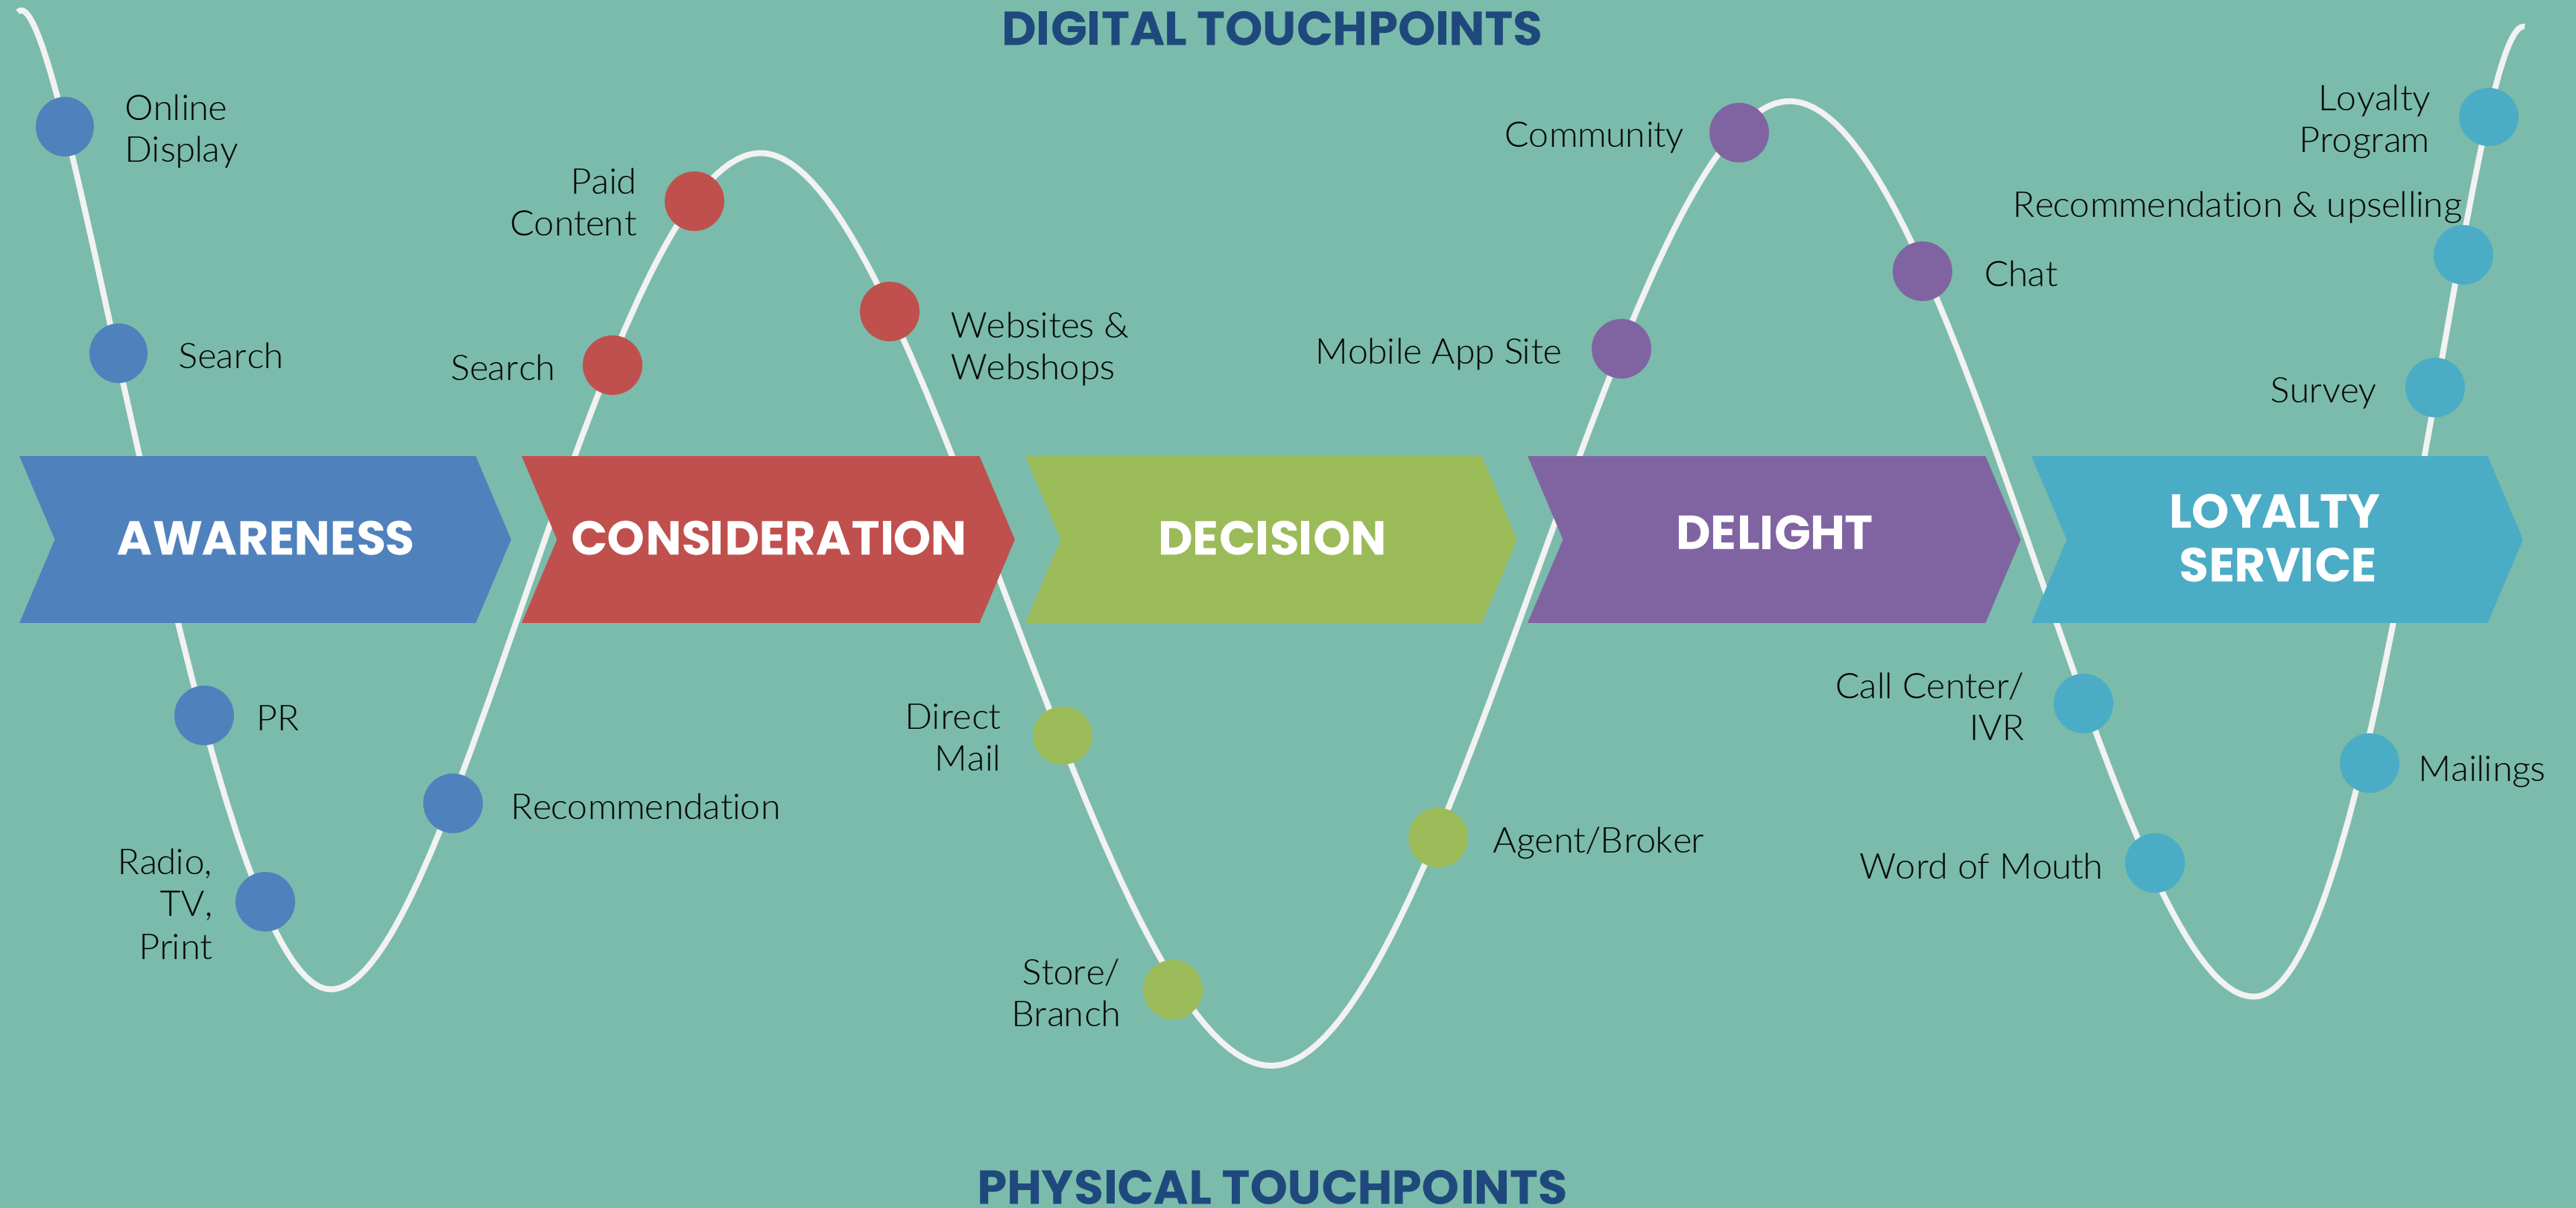 DIGITAL TOUCHPOINTS
Online
Display
Search
Paid
Content
Search
Websites &
Webshops
Community
Mobile App Site
Chat
Loyalty
Program
Recommendation & upselling
Survey
AWARENESS
CONSIDERATION
DECISION
DELIGHT
LOYALTY
SERVICE
PR
Radio,
TV,
Print
Recommendation
Direct
Mail
Store/
Branch
Agent/Broker
Call Center/
IVR
Word of Mouth
Mailings
PHYSICAL TOUCHPOINTS